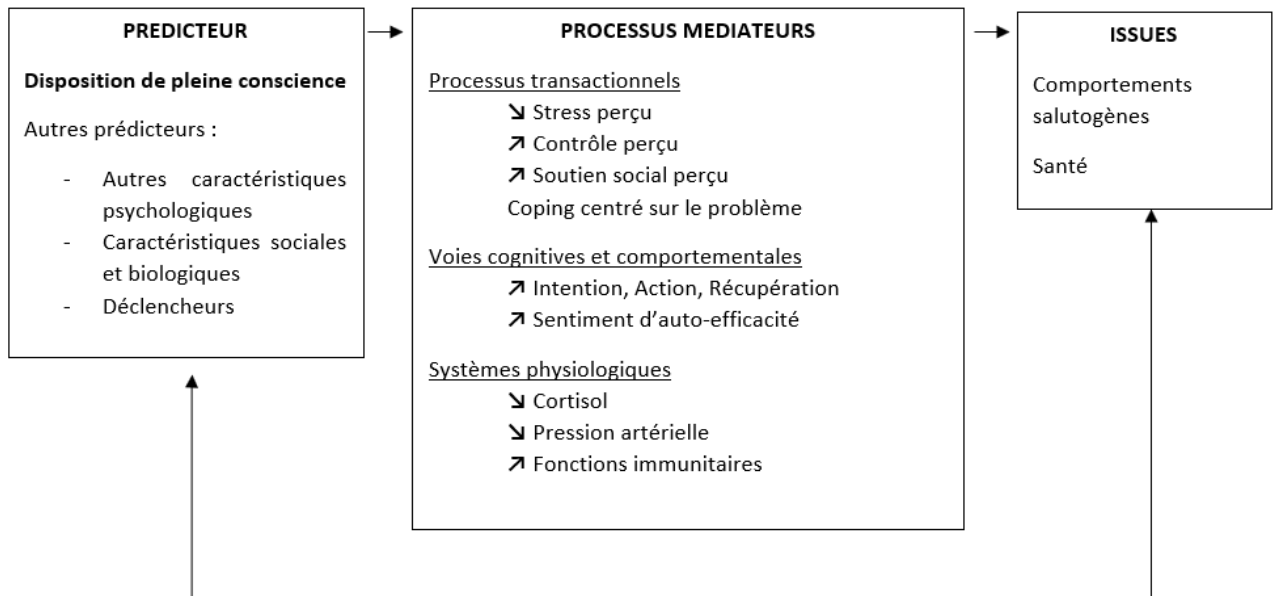 PREDICTEUR
Disposition de pleine conscience
Autres prédicteurs :
- Autres caractéristiques
psychologiques
- Caractéristiques sociales
et biologiques
- Déclencheurs
PROCESSUS MEDIATEURS
Processus transactionnels
↘ Stress perçu
↗ Contrôle perçu
↗ Soutien social perçu
Coping centré sur le problème
Voies cognitives et comportementales
↗ Intention, Action, Récupération
↗ Sentiment d’auto-efficacité
Systèmes physiologiques
↘ Cortisol
↘ Pression artérielle
↗ Fonctions immunitaires
ISSUES
Comportements
salutogènes
Santé